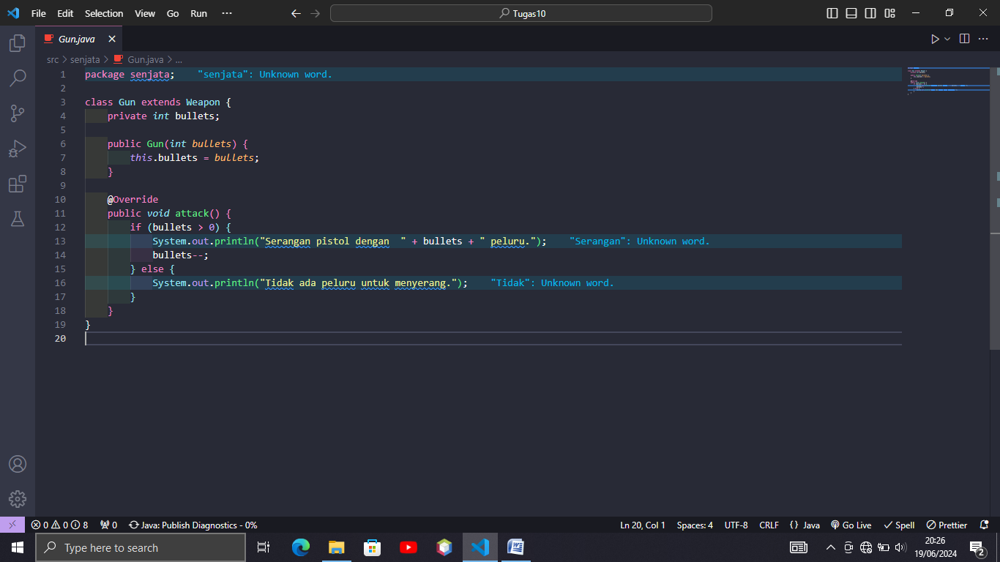 File Edit Selection View Go Run ··· Tugas10
Gun.java
src > senjata > Gun.java > ...
1 package senjata; "senjata": Unknown word.
2
3 class Gun extends Weapon {
4 private int bullets;
5
6 public Gun(int bullets) {
7 this.bullets = bullets;
8 }
9
10 @Override
11 public void attack() {
12 if (bullets > 0) {
13 System.out.println("Serangan pistol dengan  " + bullets + " peluru."); "Serangan": Unknown word.
14 bullets--;
15 } else {
16 System.out.println("Tidak ada peluru untuk menyerang."); "Tidak": Unknown word.
17 }
18 }
19 }
20
0 0 8 0 Java: Publish Diagnostics - 0% Ln 20, Col 1 Spaces: 4 UTF-8 CRLF {} Java Go Live Spell Prettier
Type here to search
20:26
19/06/2024
2